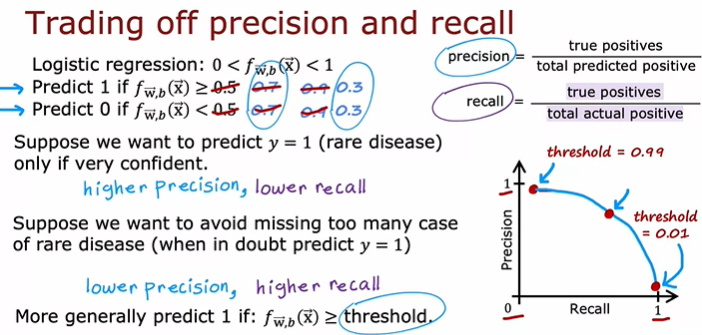 Trading off precision and recall
Logistic regression: 0 < f_{w⃗,b}(x⃗) < 1
Predict 1 if f_{w⃗,b}(x⃗) ≥ 0.5 0.7 0.9 0.3
Predict 0 if f_{w⃗,b}(x⃗) < 0.5 0.7 0.9 0.3
Suppose we want to predict y = 1 (rare disease)
only if very confident.
higher precision, lower recall
Suppose we want to avoid missing too many case
of rare disease (when in doubt predict y = 1)
lower precision, higher recall
More generally predict 1 if: f_{w⃗,b}(x⃗) ≥ threshold.
precision = true positives
total predicted positive
recall = true positives
total actual positive
threshold = 0.99
1
threshold
= 0.01
Precision
0
Recall
1